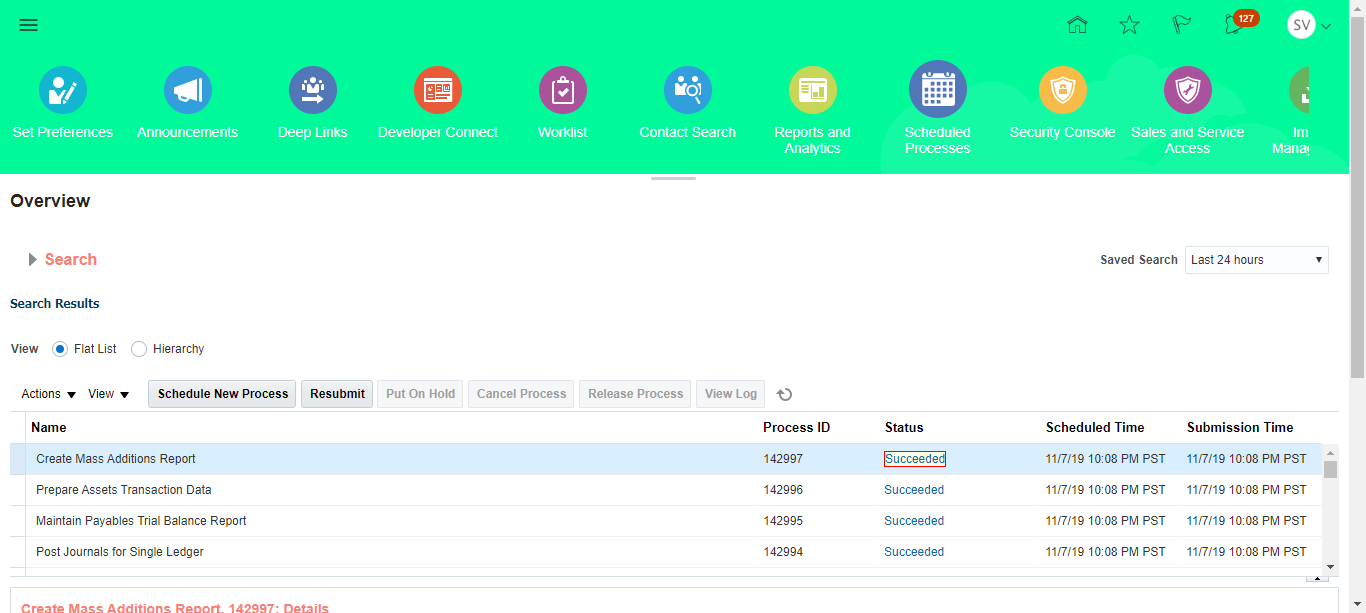 127
SV
Set Preferences
Announcements
Deep Links
Developer Connect
Worklist
Contact Search
Reports and
Analytics
Scheduled
Processes
Security Console
Sales and Service
Access
Im
Manag
Overview
Search
Saved Search Last 24 hours
Search Results
View Flat List Hierarchy
Actions View Schedule New Process Resubmit Put On Hold Cancel Process Release Process View Log
Name Process ID Status Scheduled Time Submission Time
Create Mass Additions Report 142997 Succeeded 11/7/19 10:08 PM PST 11/7/19 10:08 PM PST
Prepare Assets Transaction Data 142996 Succeeded 11/7/19 10:08 PM PST 11/7/19 10:08 PM PST
Maintain Payables Trial Balance Report 142995 Succeeded 11/7/19 10:08 PM PST 11/7/19 10:08 PM PST
Post Journals for Single Ledger 142994 Succeeded 11/7/19 10:08 PM PST 11/7/19 10:08 PM PST
Create Mass Additions Report, 142997: Details